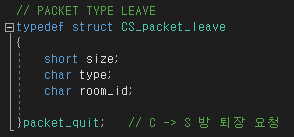 // PACKET TYPE LEAVE
typedef struct CS_packet_leave
{
short size;
char type;
char room_id;
}packet_quit; // C -> S 방 퇴장 요청